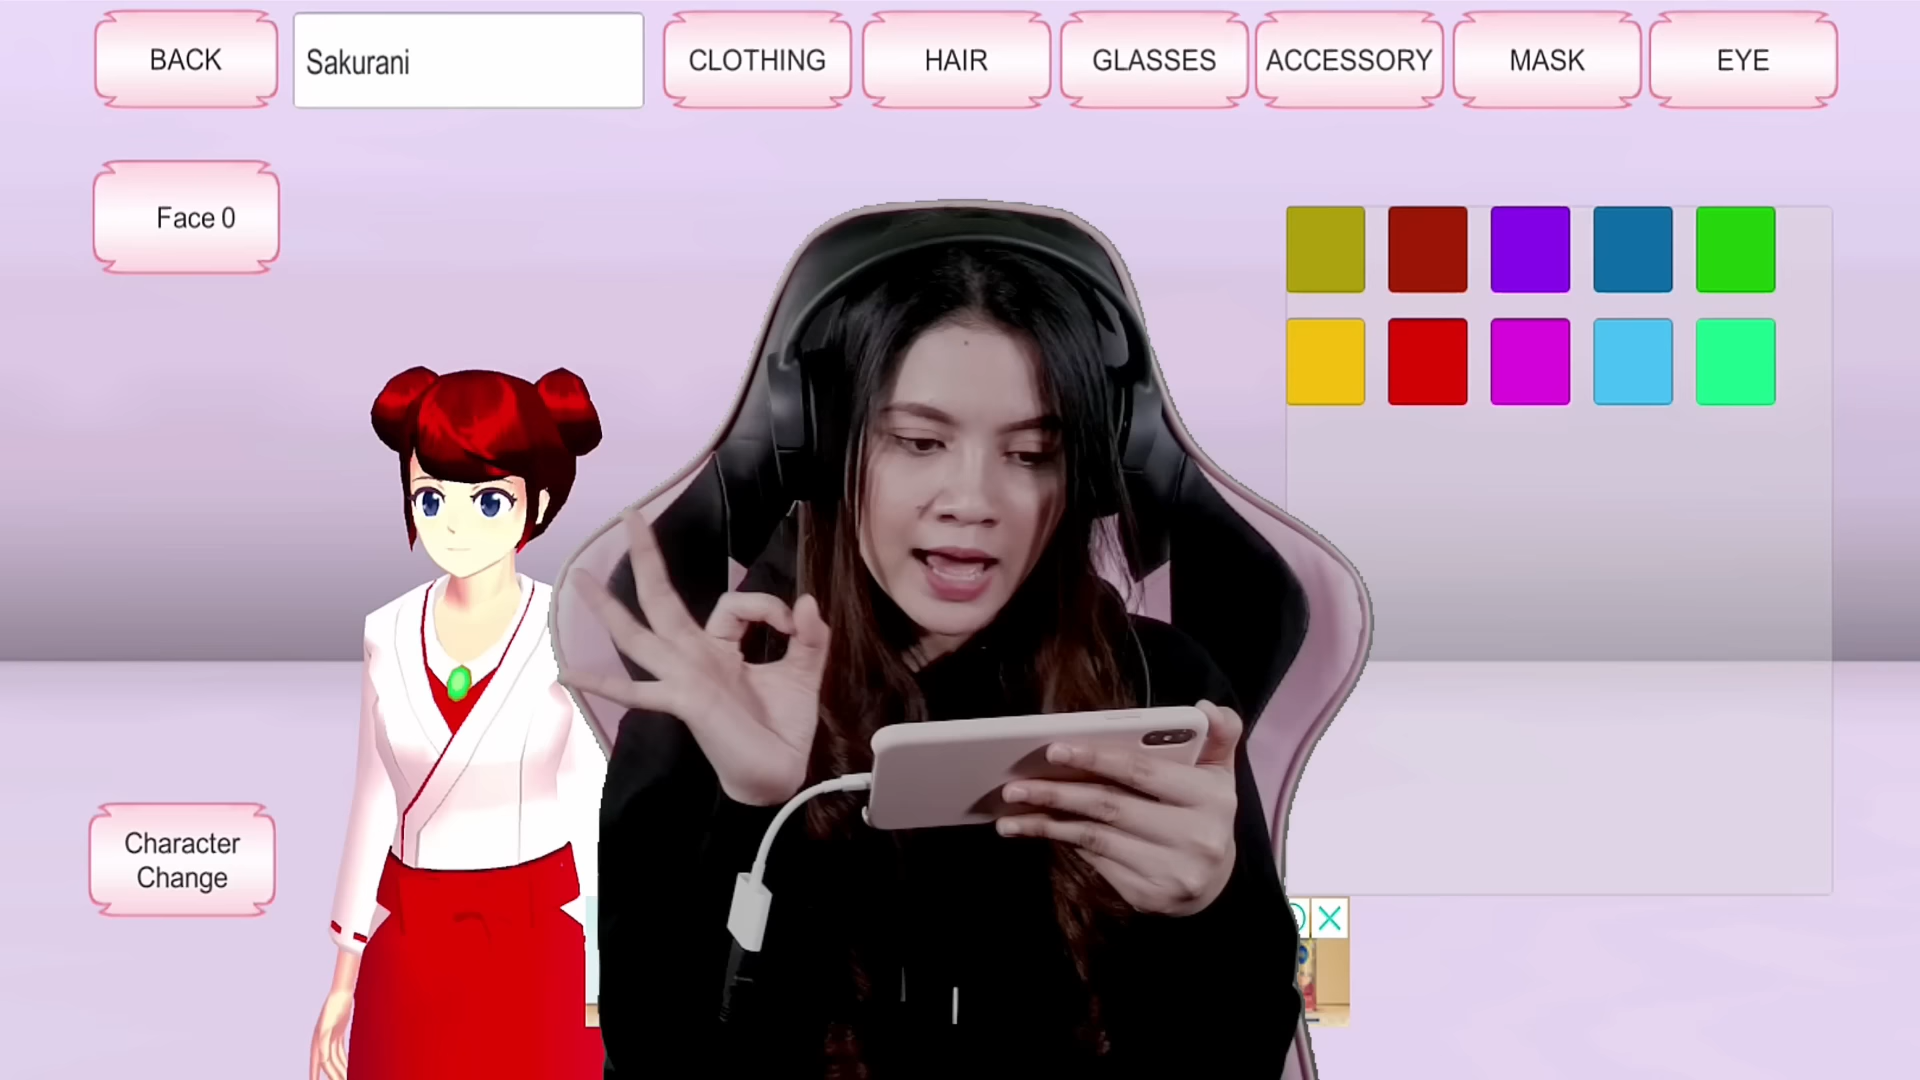 BACK
Sakurani
CLOTHING
HAIR
GLASSES
ACCESSORY
MASK
EYE
Face 0
Character
Change